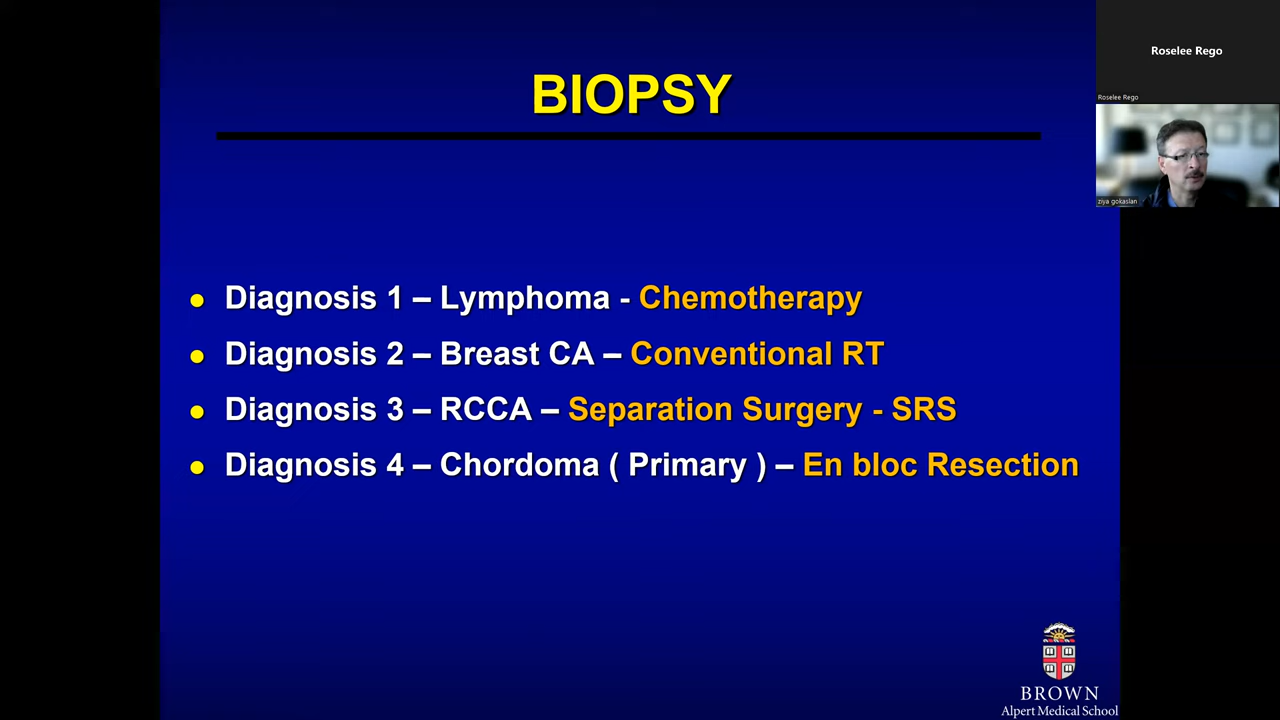 BIOPSY
Roselee Rego
Roselee Rego
ziya gokaslan
Diagnosis 1 – Lymphoma - Chemotherapy
Diagnosis 2 – Breast CA – Conventional RT
Diagnosis 3 – RCCA – Separation Surgery - SRS
Diagnosis 4 – Chordoma ( Primary ) – En bloc Resection
BROWN
Alpert Medical School